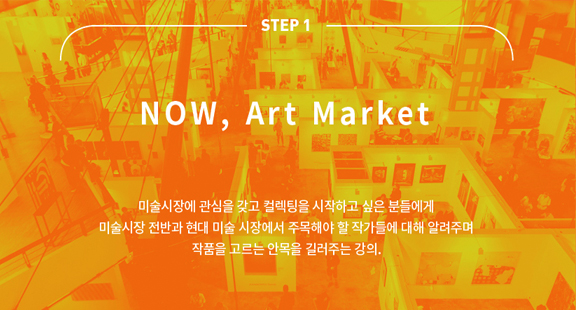 STEP 1
NOW, Art Market
미술시장에 관심을 갖고 컬렉팅을 시작하고 싶은 분들에게
미술시장 전반과 현대 미술 시장에서 주목해야 할 작가들에 대해 알려주며
작품을 고르는 안목을 길러주는 강의.